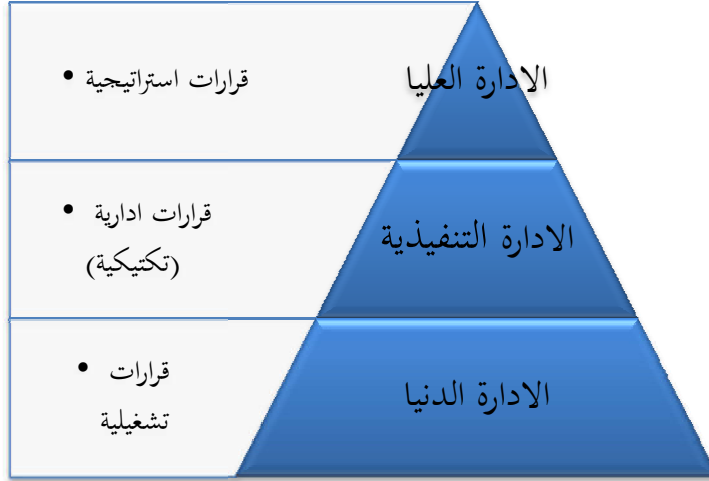 الادارة العليا
• قرارات استراتيجية
الادارة التنفيذية
• قرارات ادارية
(تكتيكية)
الادارة الدنيا
• قرارات
تشغيلية